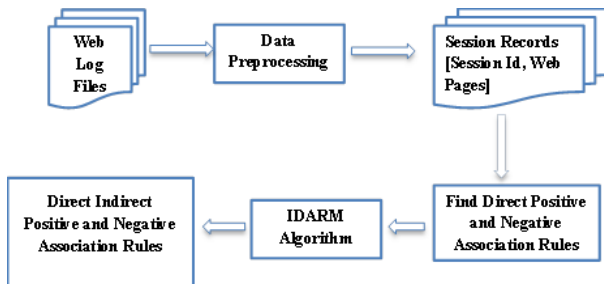 Web
Log
Files
Data
Preprocessing
Session Records
[Session Id, Web
Pages]
Find Direct Positive
and Negative
Association Rules
IDARM
Algorithm
Direct Indirect
Positive and Negative
Association Rules